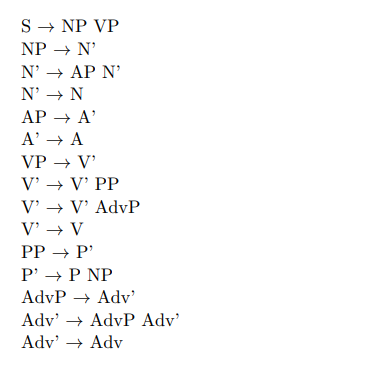 S → NP VP
NP → N’
N’ → AP N’
N’ → N
AP → A’
A’ → A
VP → V’
V’ → V’ PP
V’ → V’ AdvP
V’ → V
PP → P’
P’ → P NP
AdvP → Adv’
Adv’ → AdvP Adv’
Adv’ → Adv